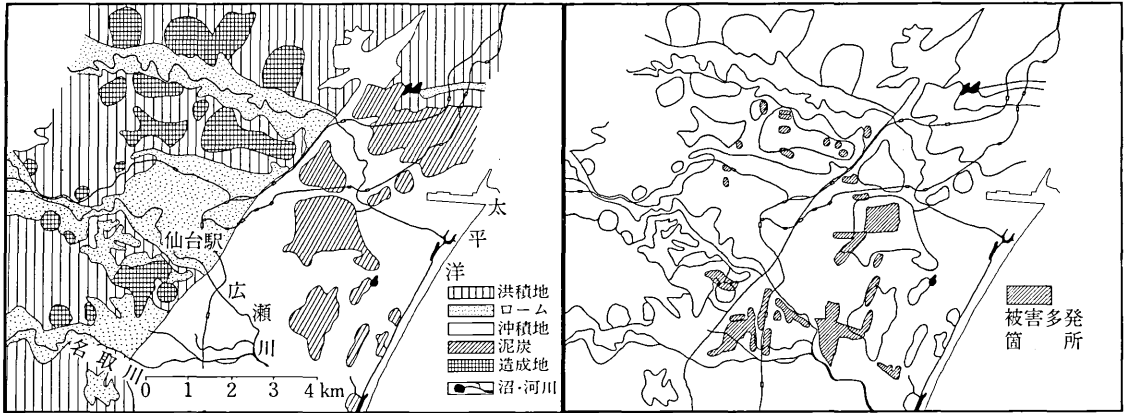 仙台駅
広瀬川
名取川
太平洋
0 1 2 3 4 km
洪積地
ローム
沖積地
泥炭
造成地
沼・河川
被害多発
箇所